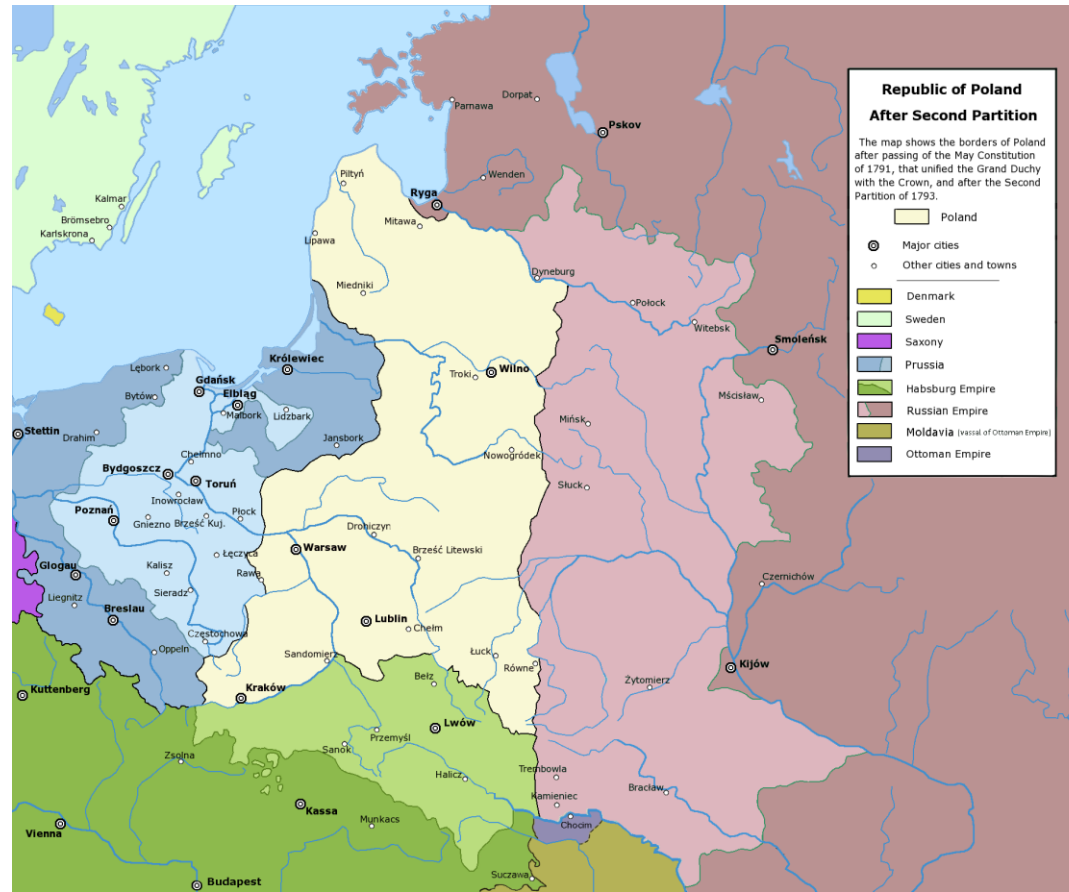 Republic of Poland
After Second Partition
The map shows the borders of Poland
after passing of the May Constitution
of 1791, that unified the Grand Duchy
with the Crown, and after the Second
Partition of 1793.
Poland
Major cities
Other cities and towns
Denmark
Sweden
Saxony
Prussia
Habsburg Empire
Russian Empire
Moldavia (vassal of Ottoman Empire)
Ottoman Empire
Parnawa
Dorpat
Pskov
Piltyń
Wenden
Ryga
Kalmar
Brömsebro
Karlskrona
Mitawa
Lipawa
Miedniki
Dyneburg
Połock
Witebsk
Smoleńsk
Królewiec
Lębork
Gdańsk
Elbląg
Bytów
Malbork
Lidzbark
Troki
Wilno
Mścisław
Mińsk
Stettin
Drahim
Jansbork
Nowogródek
Chełmno
Bydgoszcz
Toruń
Słuck
Inowrocław
Płock
Poznań
Gniezno
Brześć Kuj.
Drohiczyn
Warsaw
Brześć Litewski
Łęczyca
Glogau
Kalisz
Rawa
Czernichów
Liegnitz
Sieradz
Breslau
Lublin
Chełm
Częstochowa
Oppeln
Sandomierz
Łuck
Równe
Kijów
Bełz
Żytomierz
Kuttenberg
Kraków
Lwów
Przemyśl
Sanok
Zsolna
Halicz
Trembowla
Bracław
Kamieniec
Kassa
Munkacs
Chocim
Vienna
Suczawa
Budapest